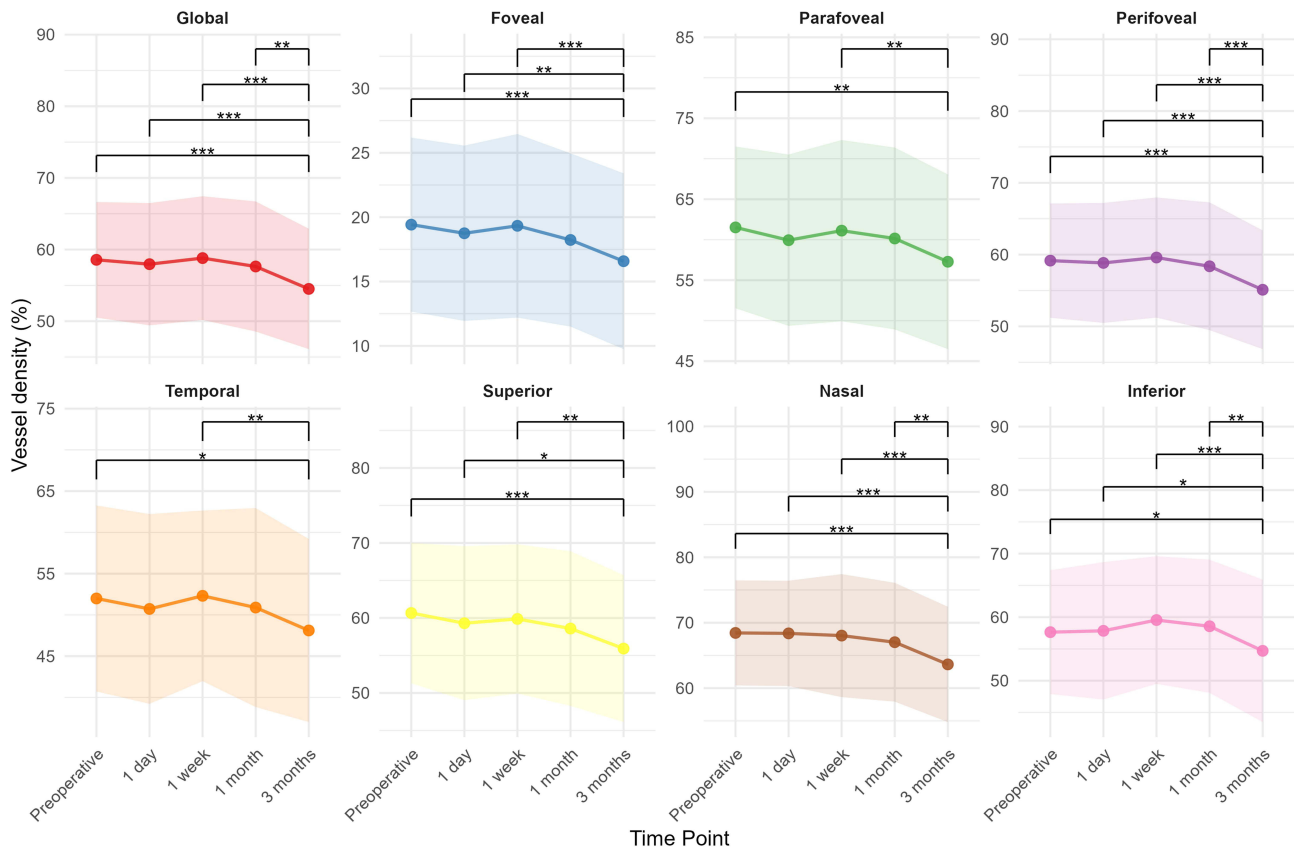 Global
Foveal
Parafoveal
Perifoveal
90
80
70
60
50
**
***
***
***
30
25
20
15
10
***
**
***
85
75
65
55
45
**
**
90
80
70
60
50
***
***
***
***
Vessel density (%)
Temporal
Superior
Nasal
Inferior
75
65
55
45
**
*
80
70
60
50
**
*
***
100
90
80
70
60
**
***
***
***
90
80
70
60
50
**
***
*
*
Preoperative
1 day
1 week
1 month
3 months
Preoperative
1 day
1 week
1 month
3 months
Preoperative
1 day
1 week
1 month
3 months
Preoperative
1 day
1 week
1 month
3 months
Time Point